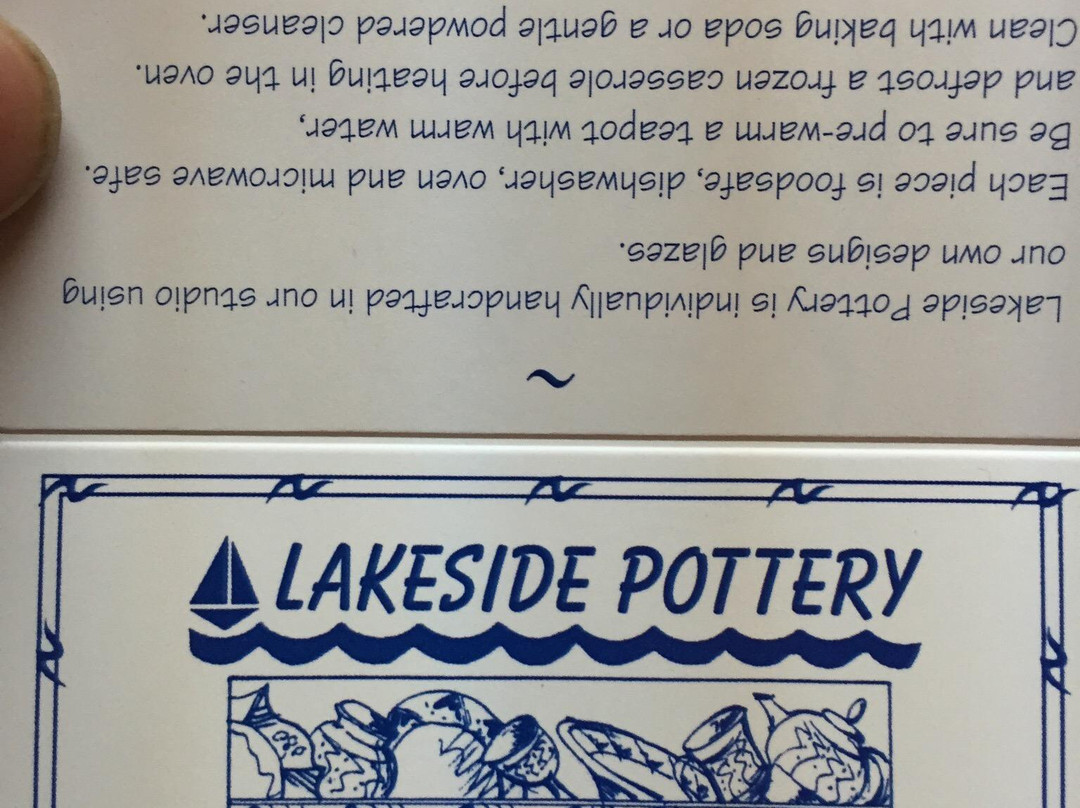 Lakeside Pottery is individually handcrafted in our studio using
our own designs and glazes.
Each piece is foodsafe, dishwasher, oven and microwave safe.
Be sure to pre-warm a teapot with warm water,
and defrost a frozen casserole before heating in the oven.
Clean with baking soda or a gentle powdered cleanser.
LAKESIDE POTTERY